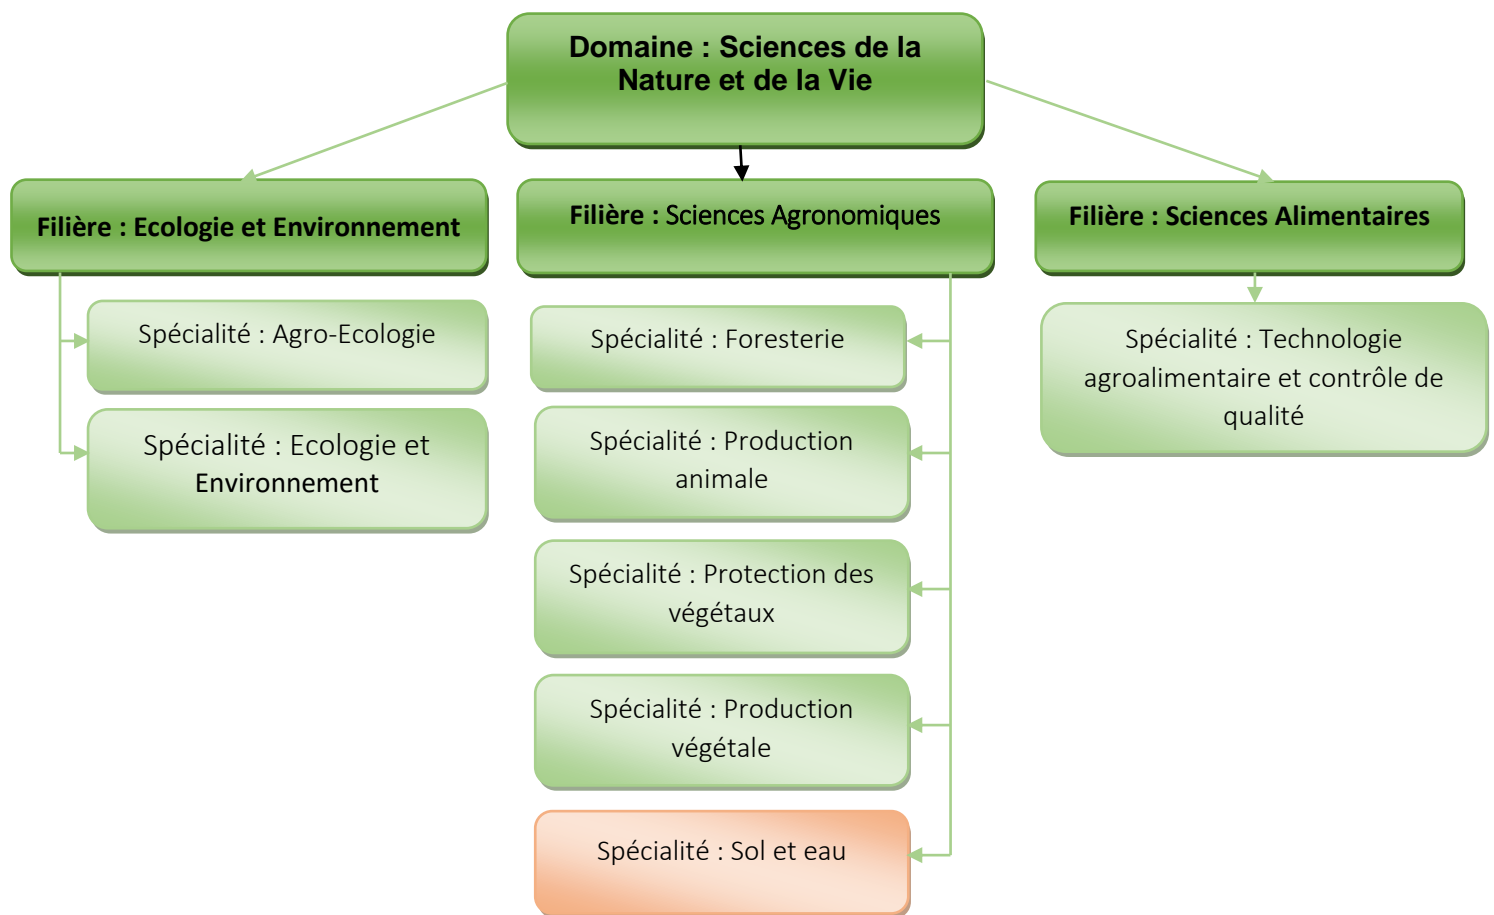 Domaine : Sciences de la
Nature et de la Vie
Filière : Ecologie et Environnement
Filière : Sciences Agronomiques
Filière : Sciences Alimentaires
Spécialité : Agro-Ecologie
Spécialité : Ecologie et
Environnement
Spécialité : Foresterie
Spécialité : Production
animale
Spécialité : Protection des
végétaux
Spécialité : Production
végétale
Spécialité : Sol et eau
Spécialité : Technologie
agroalimentaire et contrôle de
qualité